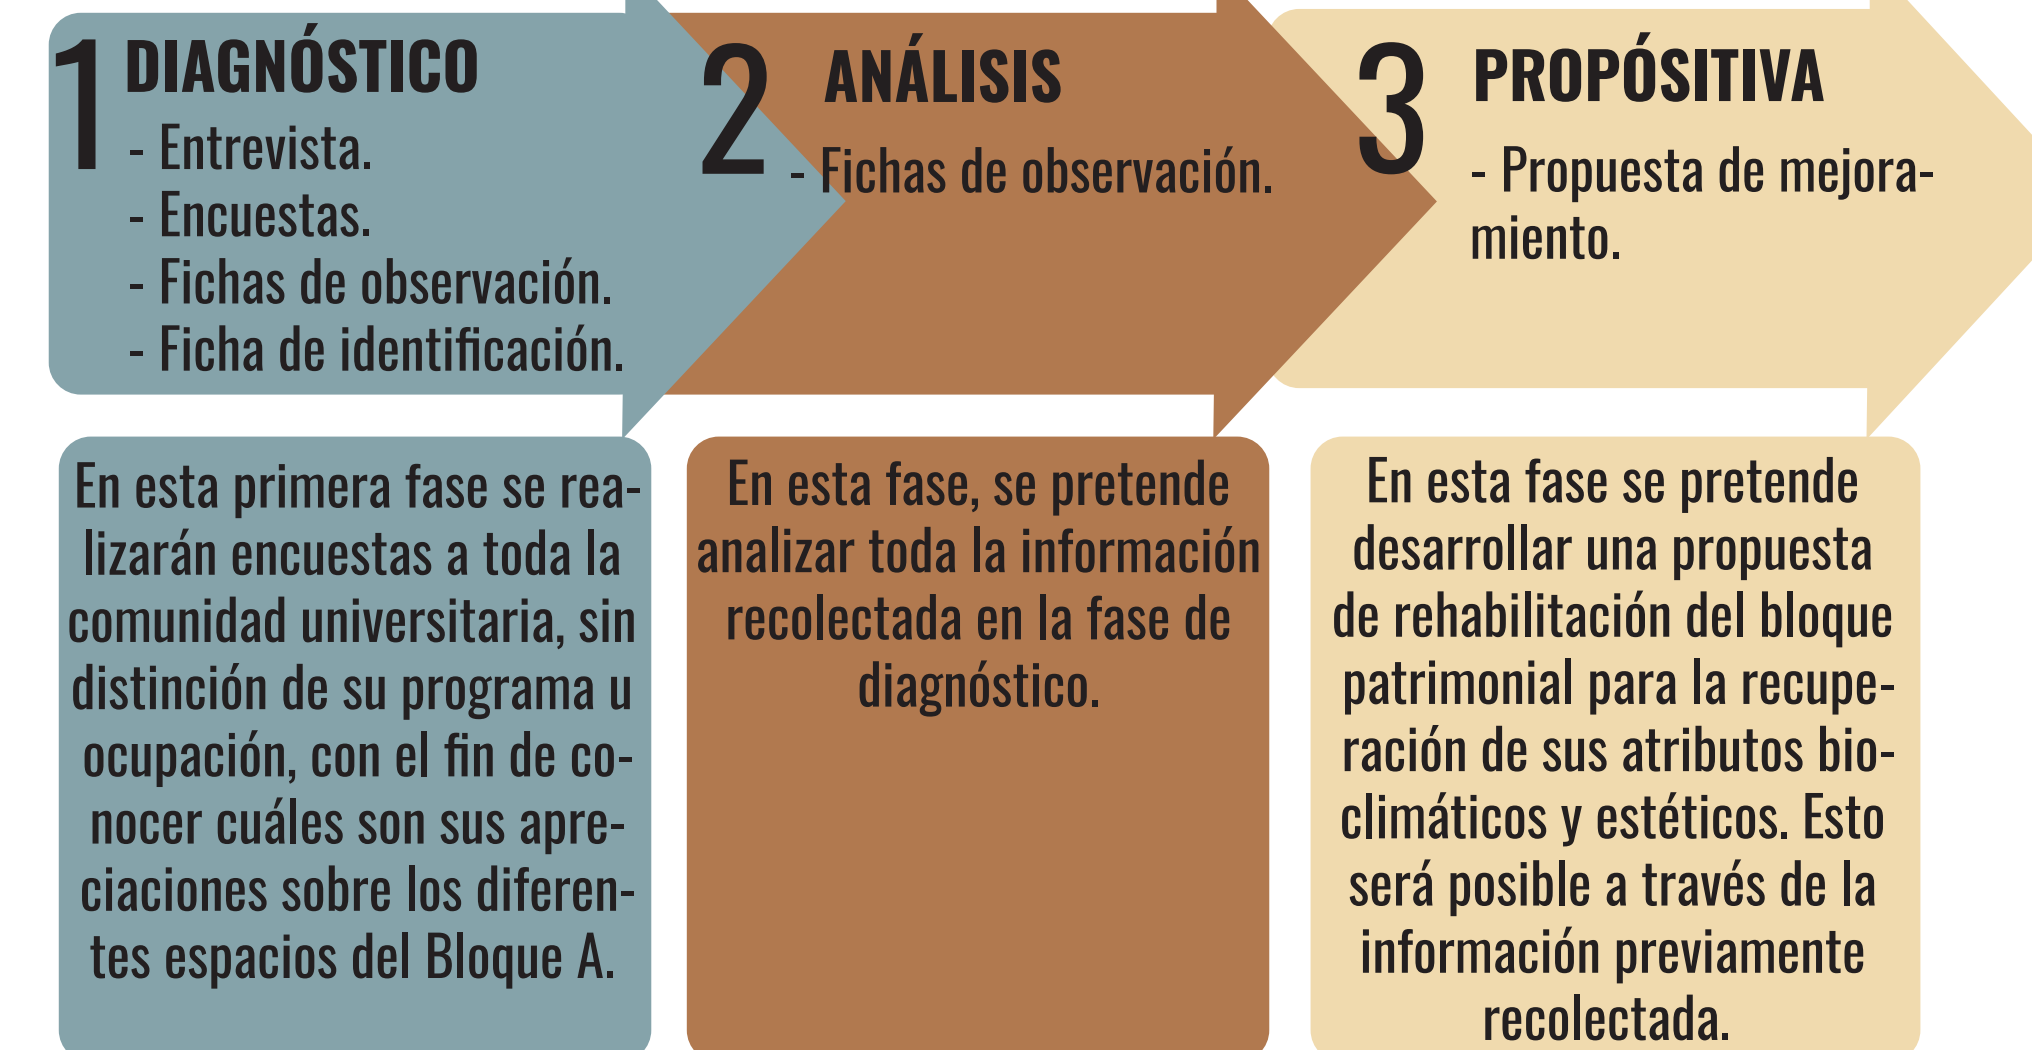 1 DIAGNÓSTICO
- Entrevista.
- Encuestas.
- Fichas de observación.
- Ficha de identificación.
En esta primera fase se rea-
lizarán encuestas a toda la
comunidad universitaria, sin
distinción de su programa u
ocupación, con el fin de co-
nocer cuáles son sus apre-
ciaciones sobre los diferen-
tes espacios del Bloque A.
2 ANÁLISIS
- Fichas de observación.
En esta fase, se pretende
analizar toda la información
recolectada en la fase de
diagnóstico.
3 PROPÓSITIVA
- Propuesta de mejora-
miento.
En esta fase se pretende
desarrollar una propuesta
de rehabilitación del bloque
patrimonial para la recupe-
ración de sus atributos bio-
climáticos y estéticos. Esto
será posible a través de la
información previamente
recolectada.